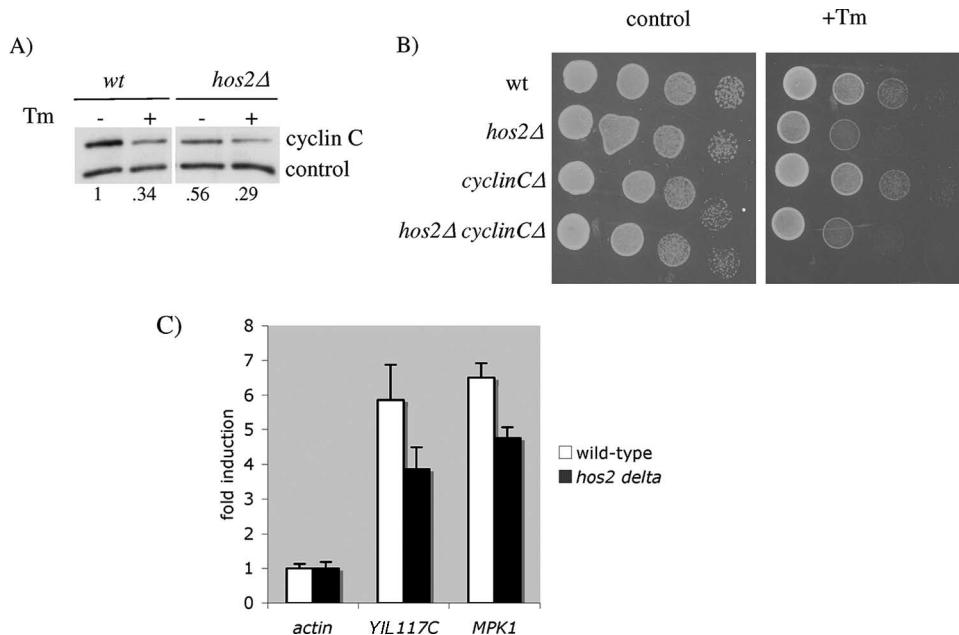 A)
wt hos2Δ
Tm - + - +
cyclin C
control
1 .34 .56 .29
B)
control +Tm
wt
hos2Δ
cyclinCΔ
hos2Δ cyclinCΔ
C)
fold induction
8
7
6
5
4
3
2
1
0
actin YIL117C MPK1
wild-type
hos2 delta